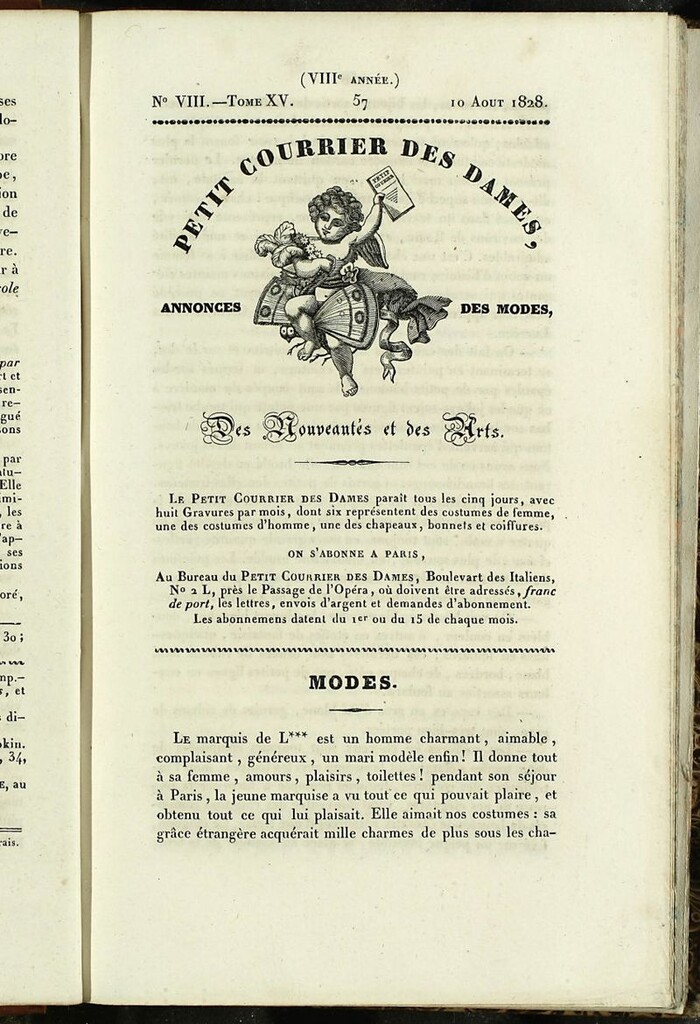 (VIIIe ANNÉE.)
No VIII.—TOME XV. 57 10 AOUT 1828.
PETIT COURRIER DES DAMES,
ANNONCES DES MODES,
Des Nouveautés et des Arts.
LE PETIT COURRIER DES DAMES paraît tous les cinq jours, avec
huit Gravures par mois, dont six représentent des costumes de femme,
une des costumes d'homme, une des chapeaux, bonnets et coiffures.
ON S'ABONNE A PARIS,
Au Bureau du PETIT COURRIER DES DAMES, Boulevart des Italiens,
No 2 L, près le Passage de l'Opéra, où doivent être adressés, franc
de port, les lettres, envois d'argent et demandes d'abonnement.
Les abonnemens datent du 1er ou du 15 de chaque mois.
MODES.
LE marquis de L*** est un homme charmant, aimable,
complaisant, généreux, un mari modèle enfin! Il donne tout
à sa femme, amours, plaisirs, toilettes! pendant son séjour
à Paris, la jeune marquise a vu tout ce qui pouvait plaire, et
obtenu tout ce qui lui plaisait. Elle aimait nos costumes : sa
grâce étrangère acquérait mille charmes de plus sous les cha-